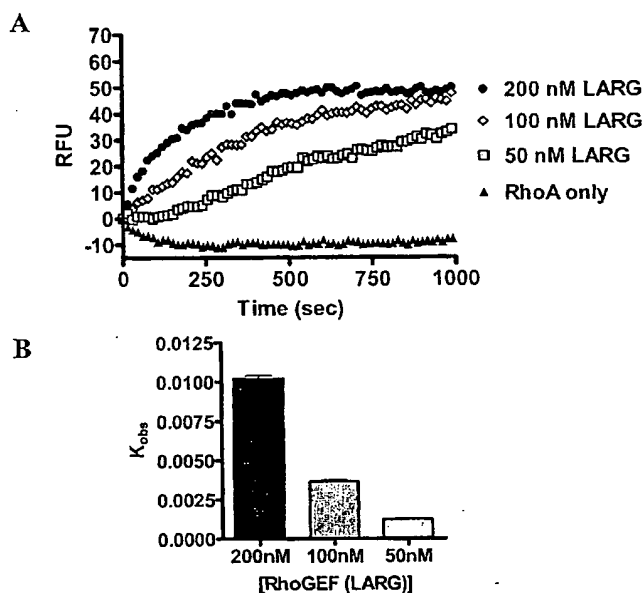 A
70
60
50
40
30
20
10
0
-10
RFU
0 250 500 750 1000
Time (sec)
200 nM LARG
100 nM LARG
50 nM LARG
RhoA only
B
0.0125
0.0100
0.0075
0.0050
0.0025
0.0000
Kobs
200nM 100nM 50nM
[RhoGEF (LARG)]